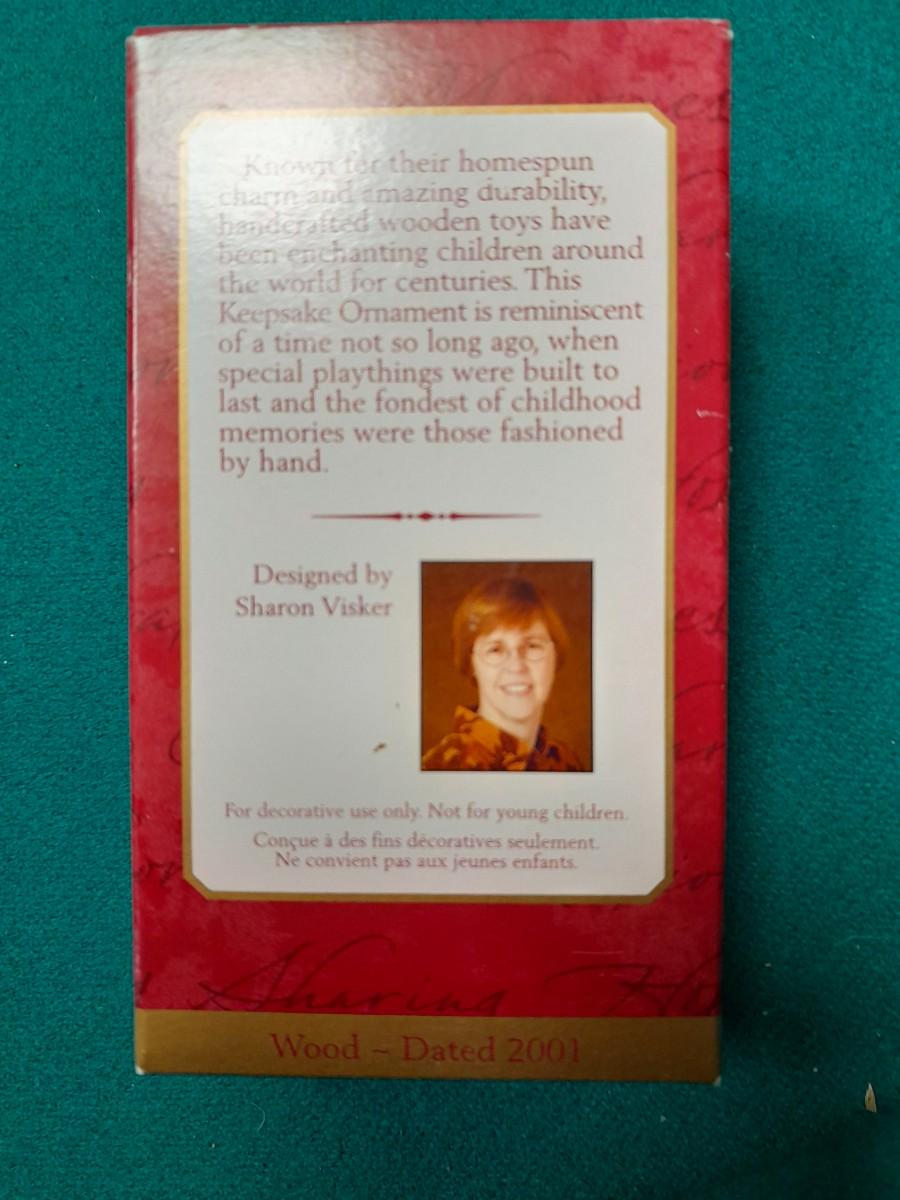 Known for their homespun
charm and amazing durability,
handcrafted wooden toys have
been enchanting children around
the world for centuries. This
Keepsake Ornament is reminiscent
of a time not so long ago, when
special playthings were built to
last and the fondest of childhood
memories were those fashioned
by hand.
Designed by
Sharon Visker
For decorative use only. Not for young children.
Conçue à des fins décoratives seulement.
Ne convient pas aux jeunes enfants.
Sharing
Wood ~ Dated 2001